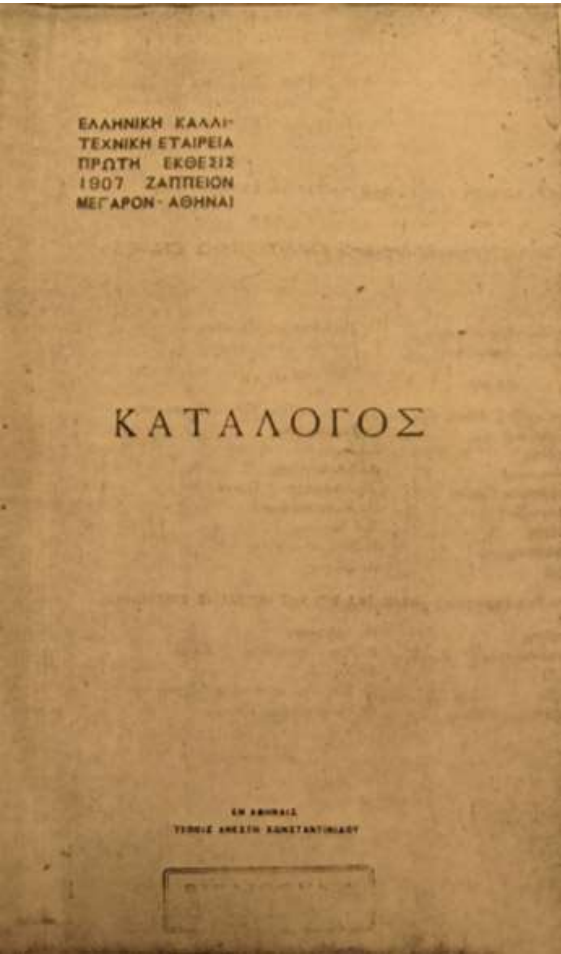 ΕΛΛΗΝΙΚΗ ΚΑΛΛΙ-
ΤΕΧΝΙΚΗ ΕΤΑΙΡΕΙΑ
ΠΡΩΤΗ ΕΚΘΕΣΙΣ
1907 ΖΑΠΠΕΙΟΝ
ΜΕΓΑΡΟΝ - ΑΘΗΝΑΙ
ΚΑΤΑΛΟΓΟΣ
ΕΝ ΑΘΗΝΑΙΣ
ΤΥΠΟΙΣ ΑΝΕΣΤΗ ΚΩΝΣΤΑΝΤΙΝΙΔΟΥ